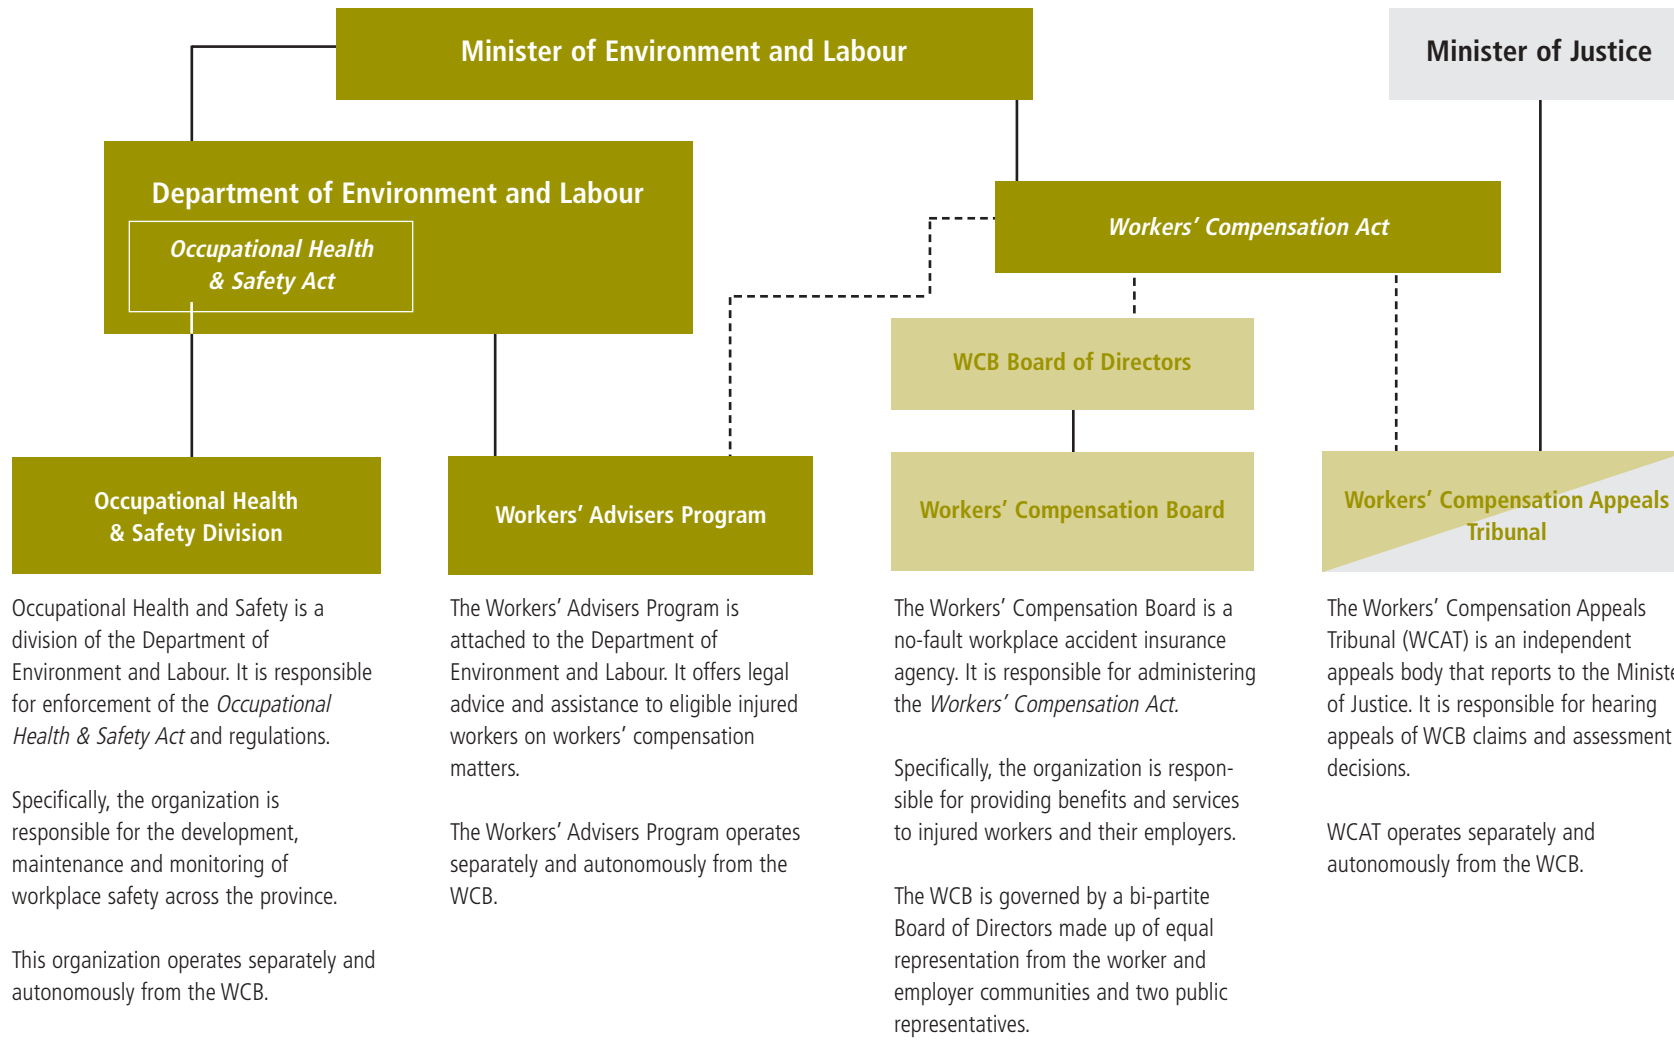 Minister of Environment and Labour
Minister of Justice
Department of Environment and Labour
Occupational Health
& Safety Act
Workers' Compensation Act
WCB Board of Directors
Occupational Health
& Safety Division
Workers' Advisers Program
Workers' Compensation Board
Workers' Compensation Appeals
Tribunal
Occupational Health and Safety is a
division of the Department of
Environment and Labour. It is responsible
for enforcement of the Occupational
Health & Safety Act and regulations.
Specifically, the organization is
responsible for the development,
maintenance and monitoring of
workplace safety across the province.
This organization operates separately and
autonomously from the WCB.
The Workers' Advisers Program is
attached to the Department of
Environment and Labour. It offers legal
advice and assistance to eligible injured
workers on workers' compensation
matters.
The Workers' Advisers Program operates
separately and autonomously from the
WCB.
The Workers' Compensation Board is a
no-fault workplace accident insurance
agency. It is responsible for administering
the Workers' Compensation Act.
Specifically, the organization is respon-
sible for providing benefits and services
to injured workers and their employers.
The WCB is governed by a bi-partite
Board of Directors made up of equal
representation from the worker and
employer communities and two public
representatives.
The Workers' Compensation Appeals
Tribunal (WCAT) is an independent
appeals body that reports to the Ministe
of Justice. It is responsible for hearing
appeals of WCB claims and assessment
decisions.
WCAT operates separately and
autonomously from the WCB.